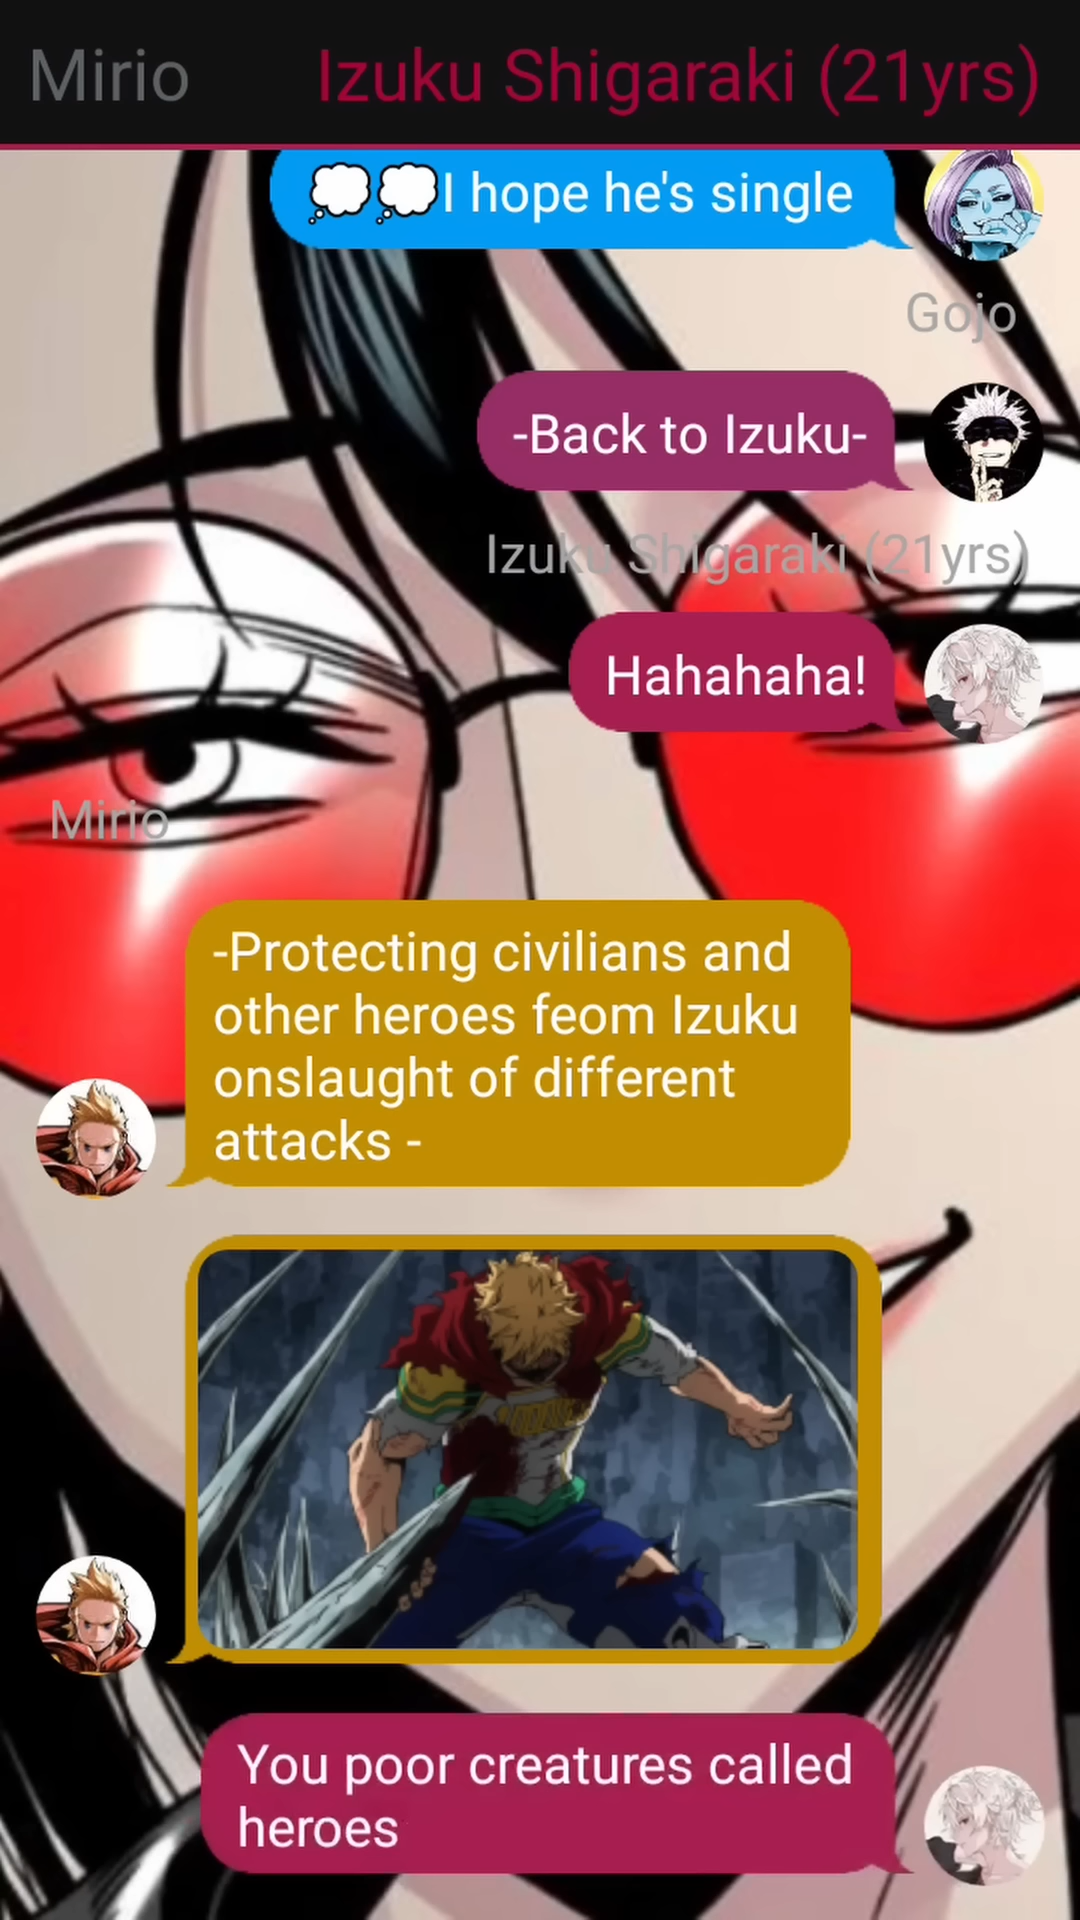 Mirio
Izuku Shigaraki (21yrs)
💭💭I hope he's single
Gojo
-Back to Izuku-
Izuku Shigaraki (21yrs)
Hahahaha!
Mirio
-Protecting civilians and
other heroes feom Izuku
onslaught of different
attacks -
You poor creatures called
heroes